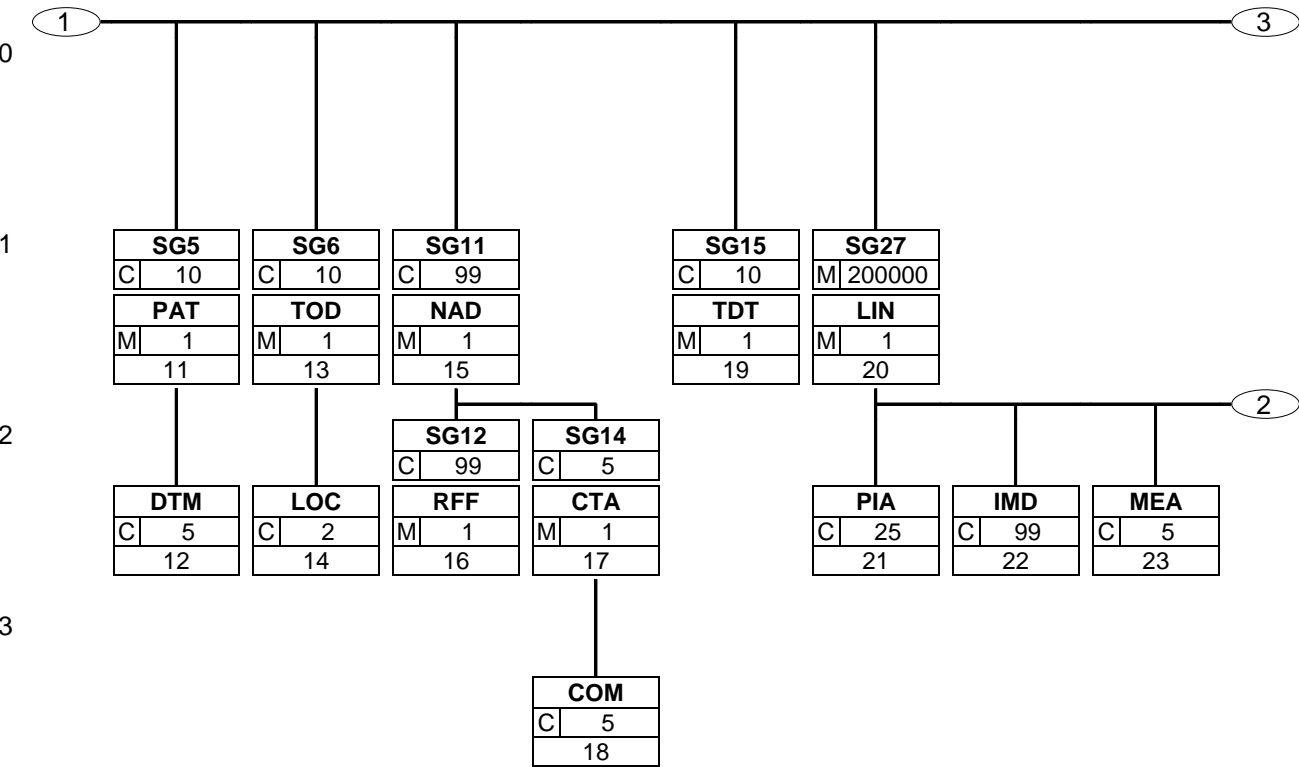 1 3
0
1
SG5 SG6 SG11 SG15 SG27
C 10 C 10 C 99 C 10 M 200000
PAT TOD NAD TDT LIN
M 1 M 1 M 1 M 1 M 1
11 13 15 19 20
2
2
SG12 SG14
C 99 C 5
DTM LOC RFF CTA PIA IMD MEA
C 5 C 2 M 1 M 1 C 25 C 99 C 5
12 14 16 17 21 22 23
3
COM
C 5
18